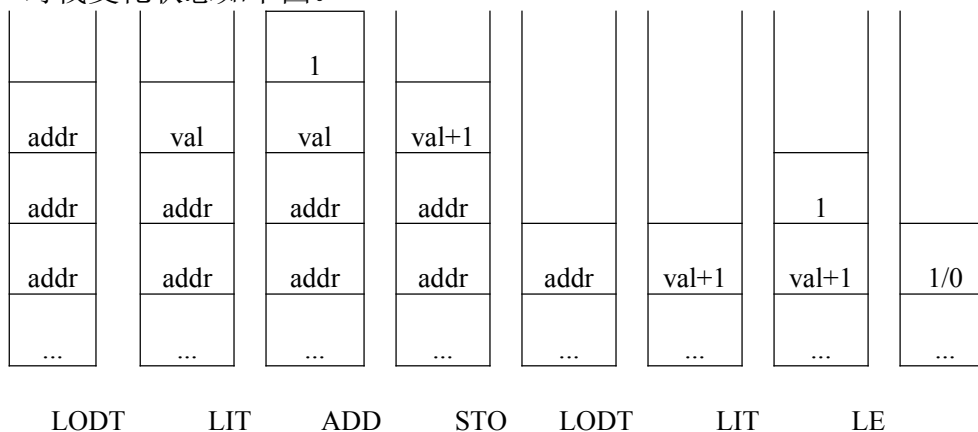 栈变化状态如下图
1
addr val val val+1
addr addr addr addr 1
addr addr addr addr addr val+1 val+1 1/0
... ... ... ... ... ... ... ...
LODT LIT ADD STO LODT LIT LE